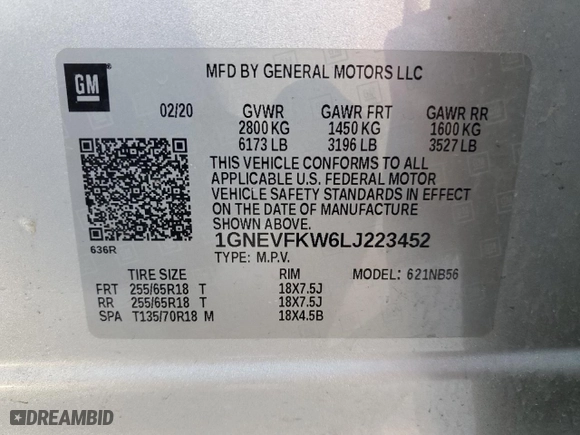 GM
MFD BY GENERAL MOTORS LLC
02/20 GVWR GAWR FRT GAWR RR
2800 KG 1450 KG 1600 KG
6173 LB 3196 LB 3527 LB
THIS VEHICLE CONFORMS TO ALL
APPLICABLE U.S. FEDERAL MOTOR
VEHICLE SAFETY STANDARDS IN EFFECT
ON THE DATE OF MANUFACTURE
SHOWN ABOVE.
636R
1GNEVFKW6LJ223452
TYPE: M.P.V.
TIRE SIZE RIM MODEL: 621NB56
FRT 255/65R18 T 18X7.5J
RR 255/65R18 T 18X7.5J
SPA T135/70R18 M 18X4.5B
DREAMBID